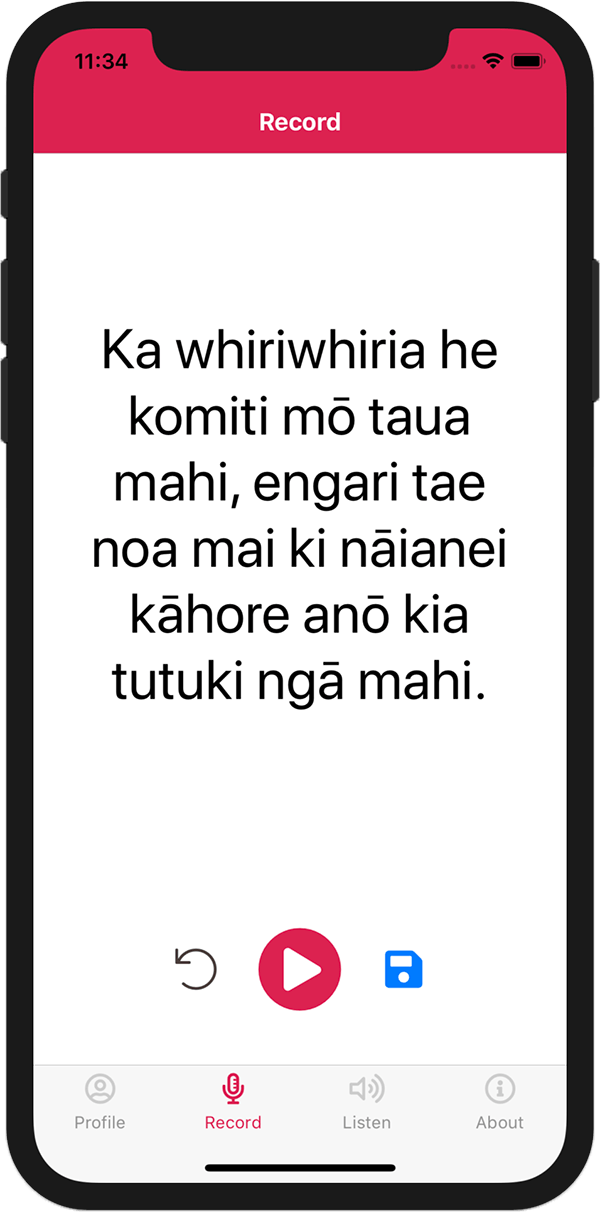 11:34
Record
Ka whiriwhiria he
komiti mō taua
mahi, engari tae
noa mai ki nāianei
kāhore anō kia
tutuki ngā mahi.
Profile
Record
Listen
About